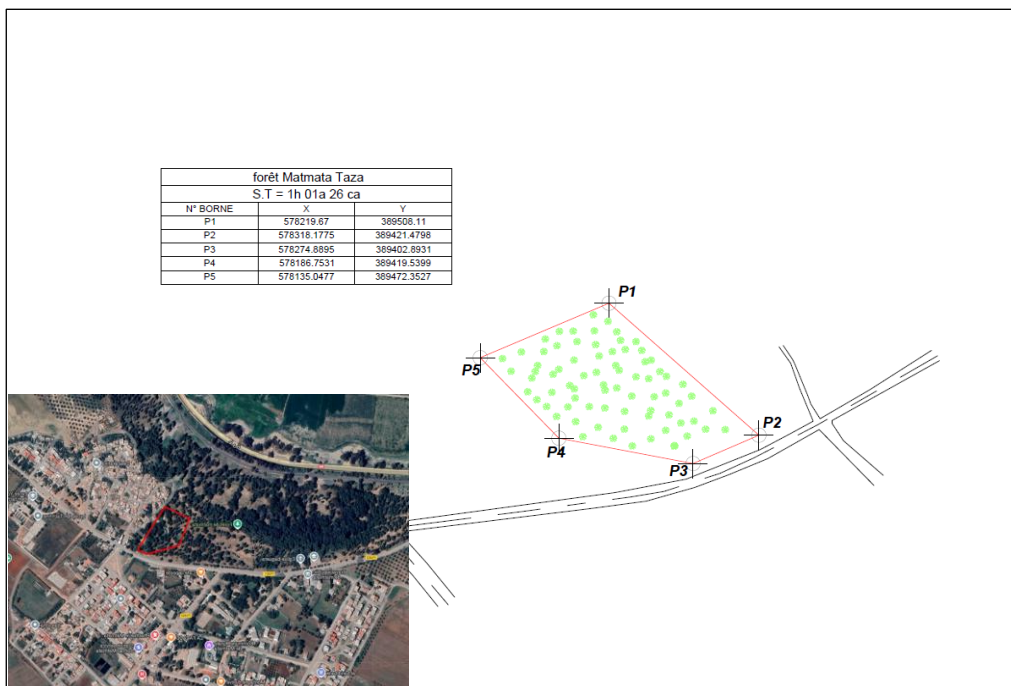 forêt Matmata Taza
S.T = 1h 01a 26 ca
N° BORNE X Y
P1 578219.67 389508.11
P2 578318.1775 389421.4798
P3 578274.8895 389402.8931
P4 578186.7531 389419.5399
P5 578135.0477 389472.3527
P1
P5
P2
P4
P3